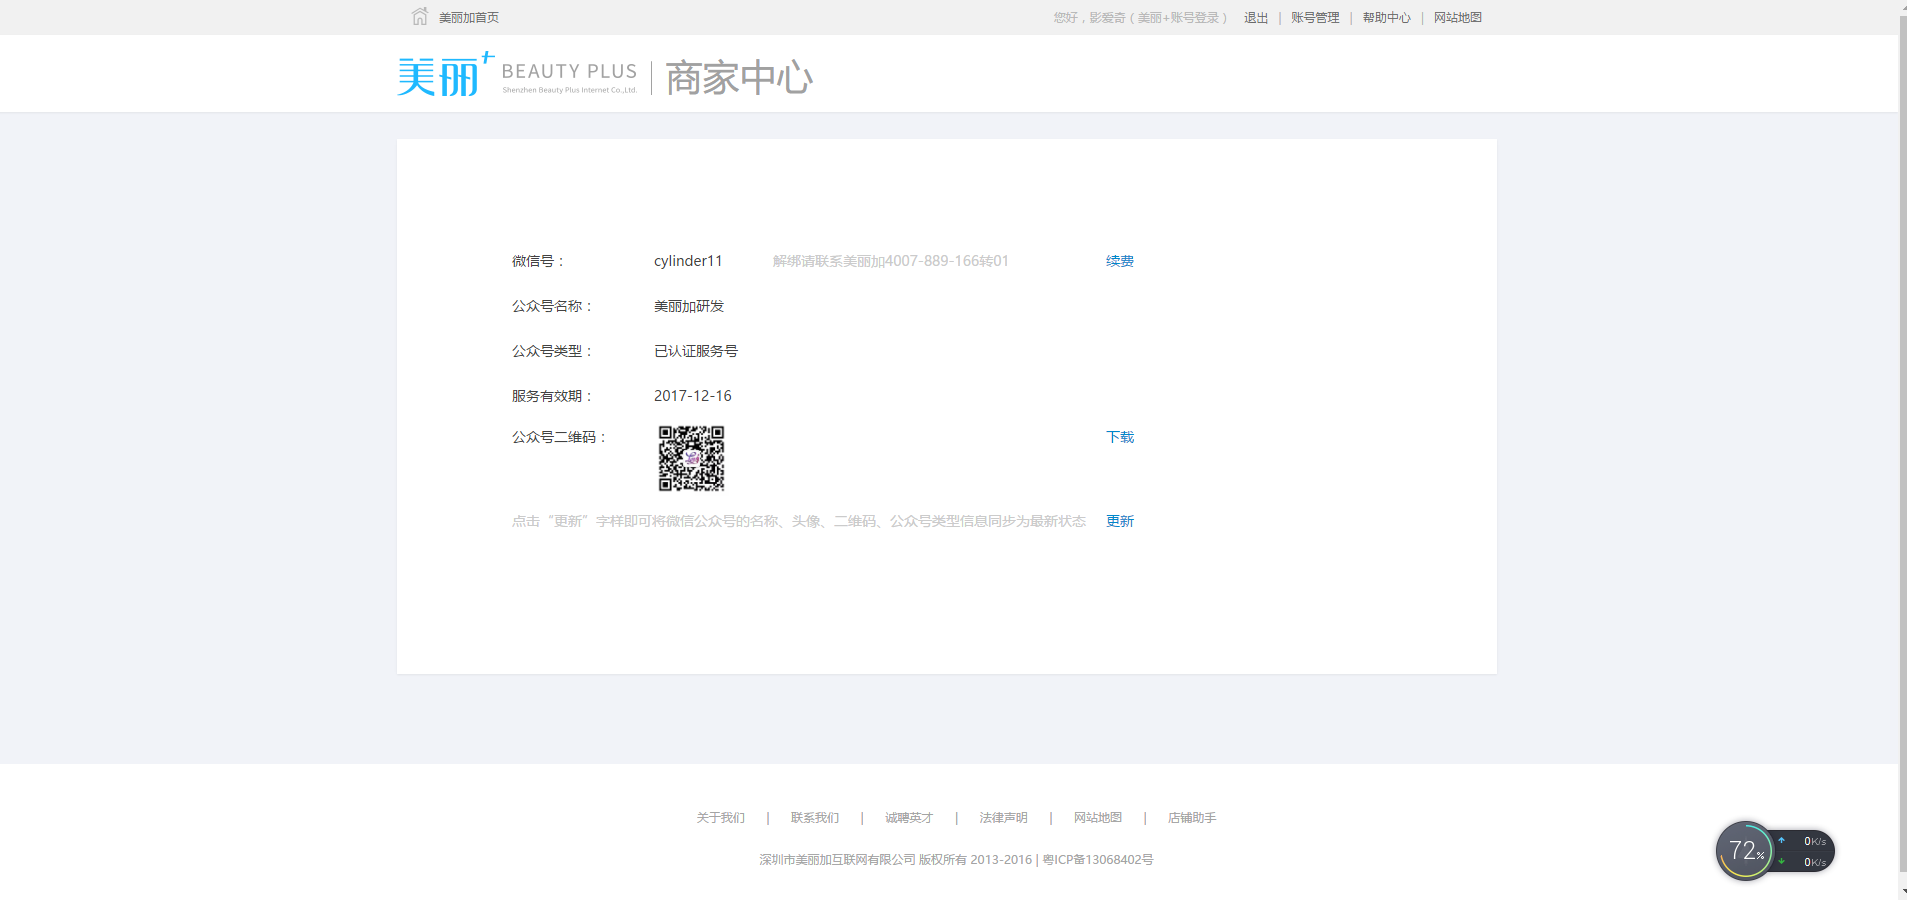 美丽加首页
您好，影爱奇（美丽+账号登录） 退出 | 账号管理 | 帮助中心 | 网站地图
美丽+ BEAUTY PLUS | 商家中心
Shenzhen Beauty Plus Internet Co.,Ltd.
微信号： cylinder11 解绑请联系美丽加4007-889-166转01 续费
公众号名称： 美丽加研发
公众号类型： 已认证服务号
服务有效期： 2017-12-16
公众号二维码： 下载
点击“更新”字样即可将微信公众号的名称、头像、二维码、公众号类型信息同步为最新状态 更新
关于我们 | 联系我们 | 诚聘英才 | 法律声明 | 网站地图 | 店铺助手
深圳市美丽加互联网有限公司 版权所有 2013-2016 | 粤ICP备13068402号
72%
0K/s
0K/s